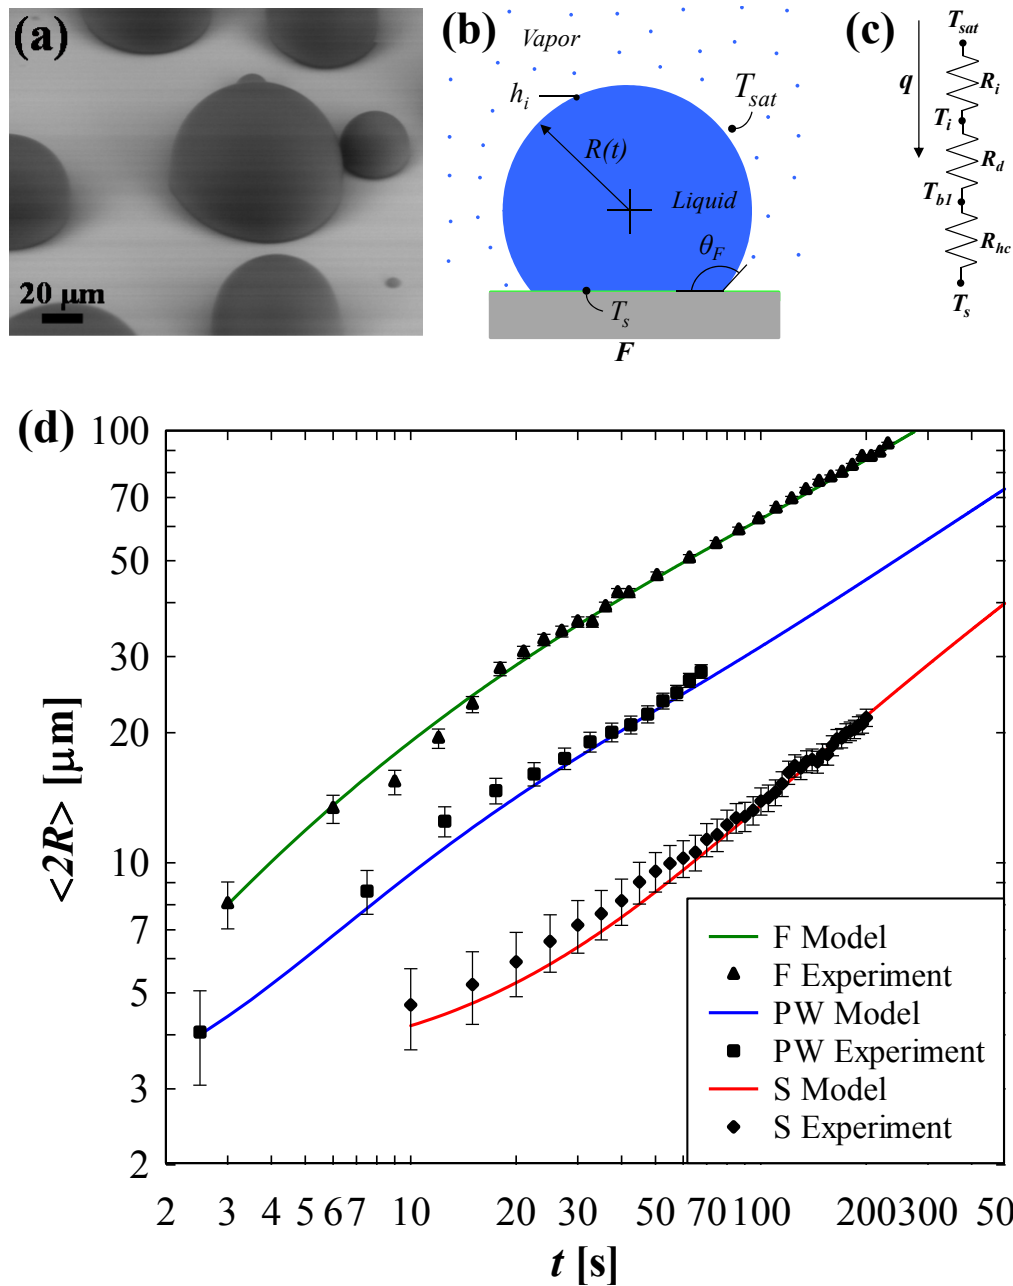 (a)
20 µm
(b)
Vapor
h_i
T_sat
R(t)
Liquid
θ_F
T_s
F
(c)
T_sat
q
R_i
T_i
R_d
T_b1
R_hc
T_s
(d)
<2R> [µm]
100
70
50
30
20
10
7
5
3
2
2 3 4 5 6 7 10 20 30 50 70 100 200 300 50
t [s]
F Model
F Experiment
PW Model
PW Experiment
S Model
S Experiment